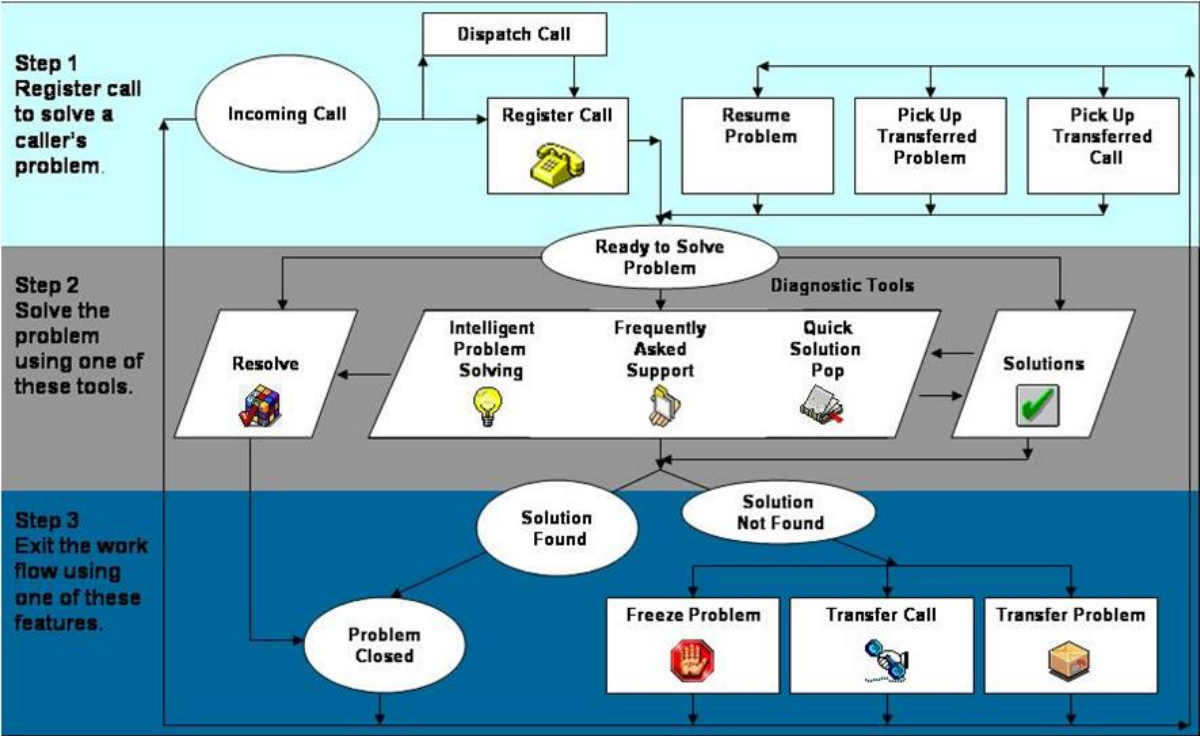 Step 1
Register call
to solve a
caller's
problem.
Dispatch Call
Incoming Call
Register Call
Resume
Problem
Pick Up
Transferred
Problem
Pick Up
Transferred
Call
Ready to Solve
Problem
Step 2
Solve the
problem
using one of
these tools.
Diagnostic Tools
Resolve
Intelligent
Problem
Solving
Frequently
Asked
Support
Quick
Solution
Pop
Solutions
Step 3
Exit the work
flow using
one of these
features.
Solution
Found
Solution
Not Found
Problem
Closed
Freeze Problem
Transfer Call
Transfer Problem